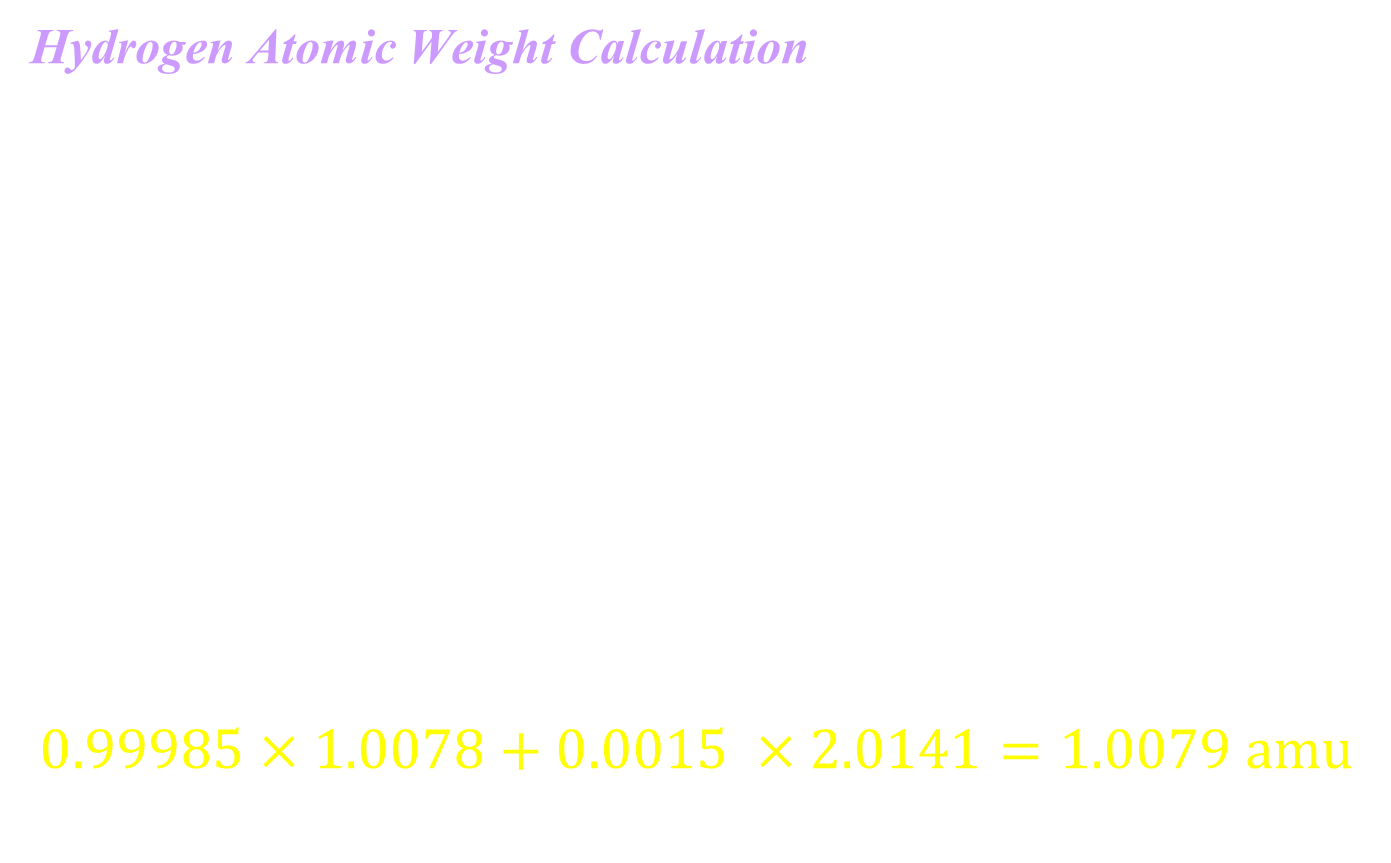 Hydrogen Atomic Weight Calculation
0.99985 × 1.0078 + 0.0015 × 2.0141 = 1.0079 amu